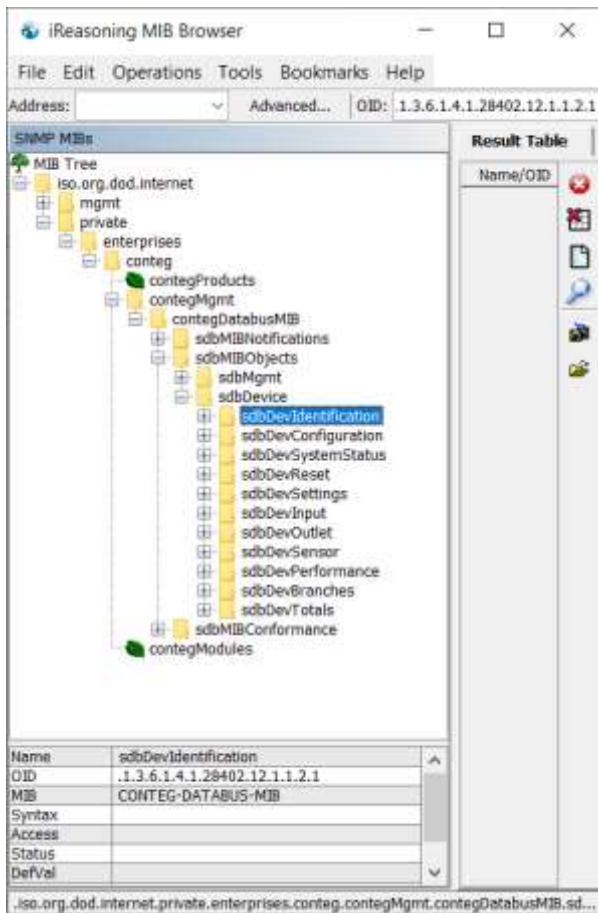 iReasoning MIB Browser
File Edit Operations Tools Bookmarks Help
Address: Advanced... OID: 1.3.6.1.4.1.28402.12.1.1.2.1
SNMP MIBs
Result Table
MIB Tree
Name/OID
iso.org.dod.internet
mgmt
private
enterprises
conteg
contegProducts
contegMgmt
contegDatabusMIB
sdbMIBNotifications
sdbMIBObjects
sdbMgmt
sdbDevice
sdbDevIdentification
sdbDevConfiguration
sdbDevSystemStatus
sdbDevReset
sdbDevSettings
sdbDevInput
sdbDevOutlet
sdbDevSensor
sdbDevPerformance
sdbDevBranches
sdbDevTotals
sdbMIBConformance
contegModules
Name sdbDevIdentification
OID .1.3.6.1.4.1.28402.12.1.1.2.1
MIB CONTEG-DATABUS-MIB
Syntax
Access
Status
DefVal
.iso.org.dod.internet.private.enterprises.conteg.contegMgmt.contegDatabusMIB.sd...